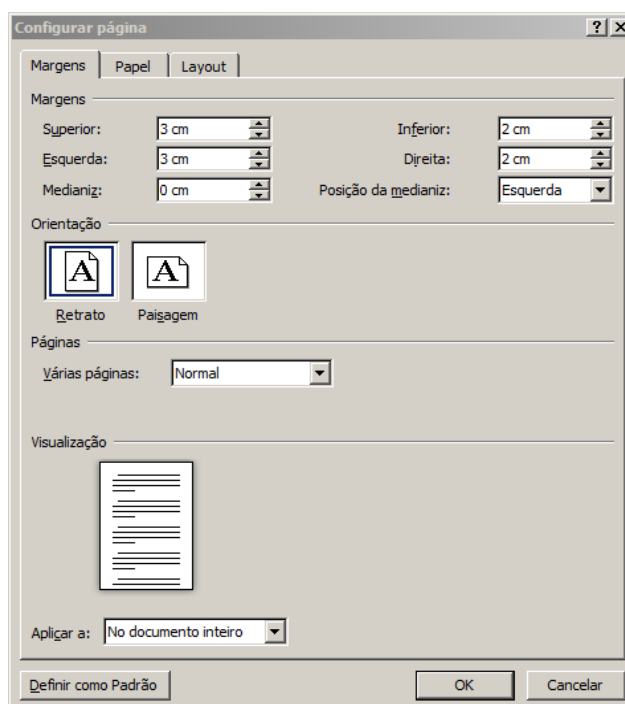 Configurar página
Margens Papel Layout
Margens
Superior: 3 cm Inferior: 2 cm
Esquerda: 3 cm Direita: 2 cm
Medianiz: 0 cm Posição da medianiz: Esquerda
Orientação
A A
Retrato Paisagem
Páginas
Várias páginas: Normal
Visualização
Aplicar a: No documento inteiro
Definir como Padrão OK Cancelar